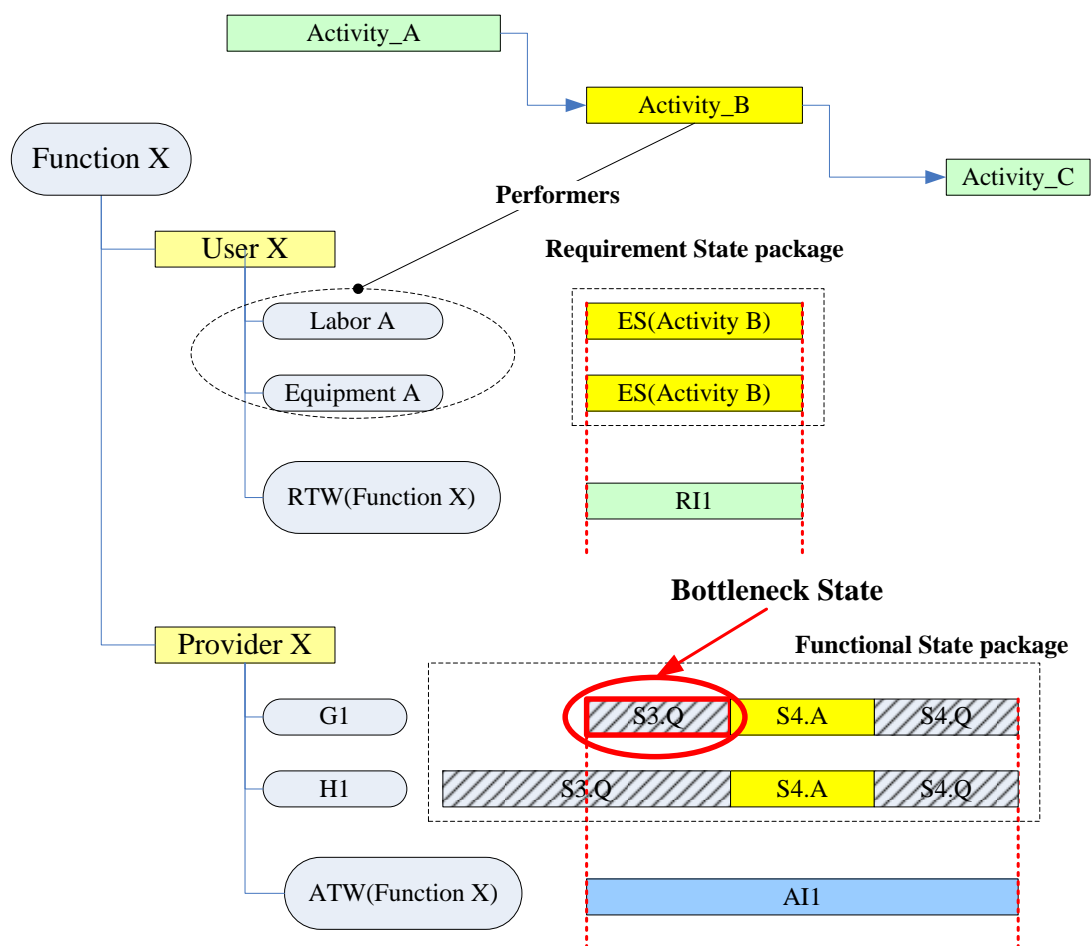 Activity_A
Activity_B
Function X
Activity_C
Performers
User X
Requirement State package
Labor A
ES(Activity B)
Equipment A
ES(Activity B)
RTW(Function X)
RI1
Bottleneck State
Provider X
Functional State package
G1
S3.Q
S4.A
S4.Q
H1
S3.Q
S4.A
S4.Q
ATW(Function X)
AI1